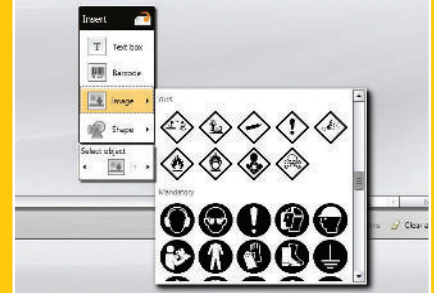 Insert
Text box
Barcode
Image
Shape
Select object
GHS
Mandatory
Clear a